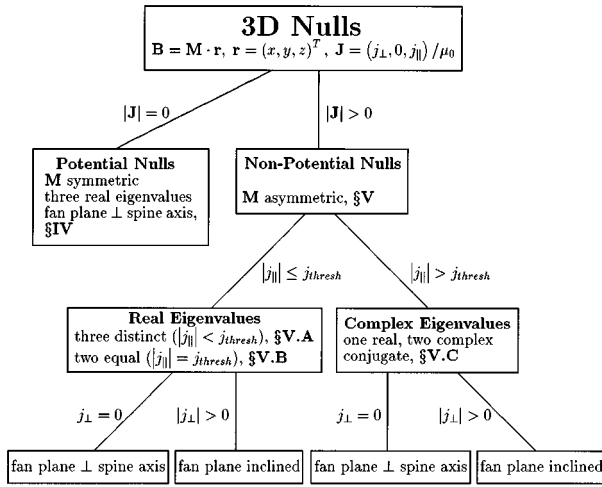 3D Nulls
B = M · r, r = (x, y, z)^T, J = (j⊥, 0, j∥) /μ₀
|J| = 0
|J| > 0
Potential Nulls
M symmetric
three real eigenvalues
fan plane ⊥ spine axis,
§IV
Non-Potential Nulls
M asymmetric, §V
|j∥| ≤ j_thresh
|j∥| > j_thresh
Real Eigenvalues
three distinct (|j∥| < j_thresh), §V.A
two equal (|j∥| = j_thresh), §V.B
Complex Eigenvalues
one real, two complex
conjugate, §V.C
j⊥ = 0
|j⊥| > 0
j⊥ = 0
|j⊥| > 0
fan plane ⊥ spine axis
fan plane inclined
fan plane ⊥ spine axis
fan plane inclined